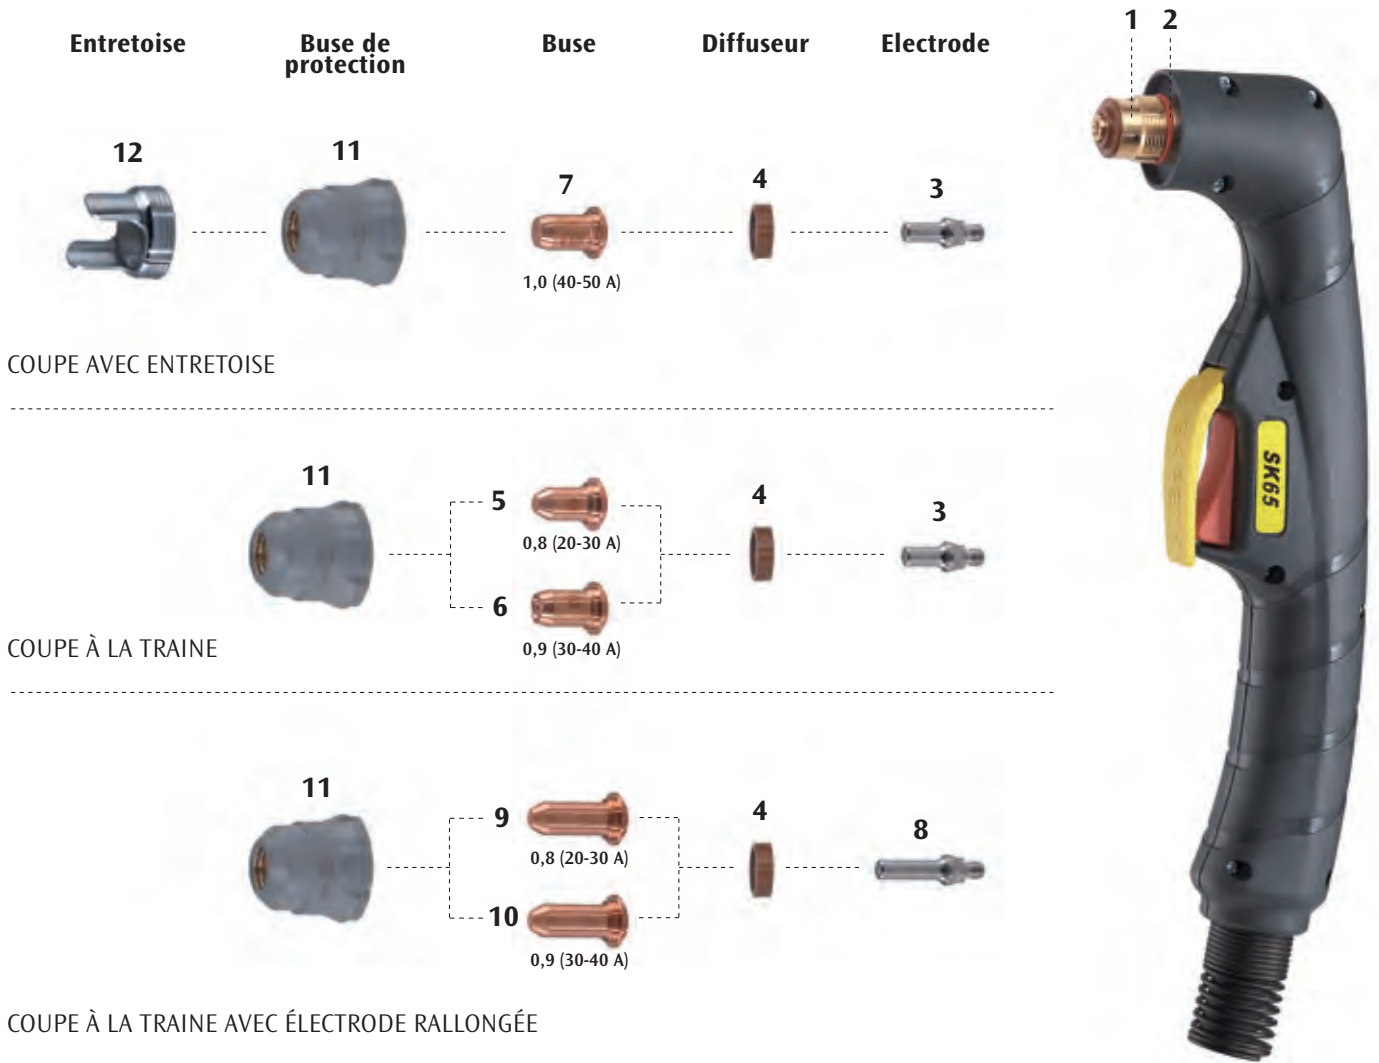 1 2
Entretoise Buse de protection Buse Diffuseur Electrode
12 11 7 4 3
1,0 (40-50 A)
COUPE AVEC ENTRETOISE
11 5 4 3
0,8 (20-30 A)
6
0,9 (30-40 A)
COUPE À LA TRAINE
11 9 4 8
0,8 (20-30 A)
10
0,9 (30-40 A)
COUPE À LA TRAINE AVEC ÉLECTRODE RALLONGÉE
SK65